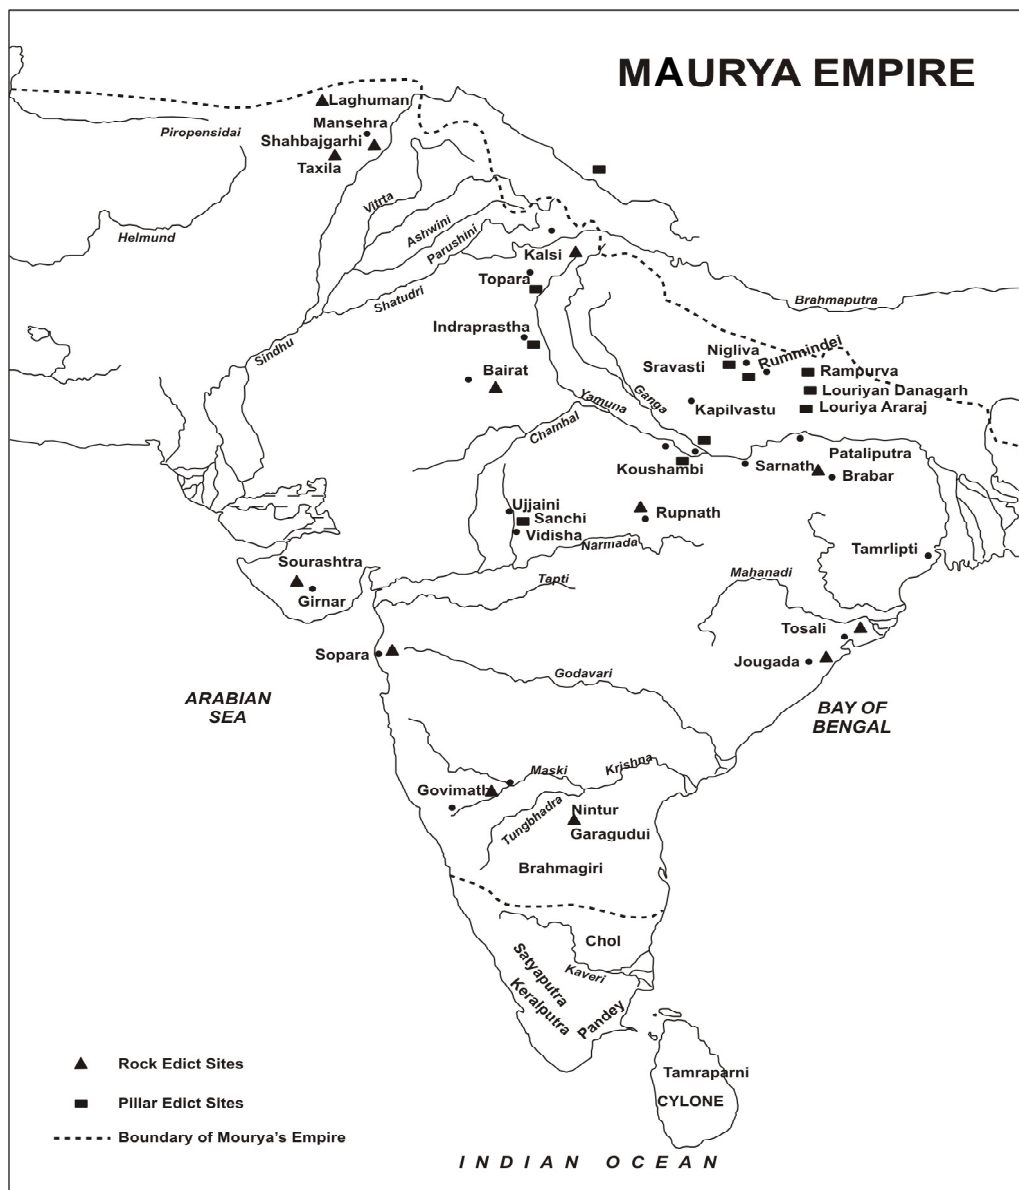 MAURYA EMPIRE
Laghuman
Mansehra
Piropensidai
Shahbajgarhi
Taxila
Vitrta
Ashwini
Parushini
Helmund
Kalsi
Topara
Shatudri
Brahmaputra
Indraprastha
Sindhu
Nigliva
Rummindei
Sravasti
Bairat
Rampurva
Louriyan Danagarh
Ganga
Yamuna
Kapilvastu
Louriya Araraj
Chambal
Pataliputra
Koushambi
Sarnath
Brabar
Ujjaini
Sanchi
Rupnath
Vidisha
Narmada
Tamrlipti
Sourashtra
Tapti
Mahanadi
Girnar
Tosali
Sopara
Jougada
Godavari
ARABIAN
SEA
BAY OF
BENGAL
Maski
Krishna
Govimath
Tungbhadra
Nintur
Garagudui
Brahmagiri
Chol
Satyaputra
Kaveri
Keralputra
Pandey
Rock Edict Sites
Tamraparni
Pillar Edict Sites
CYLONE
Boundary of Mourya's Empire
INDIAN OCEAN